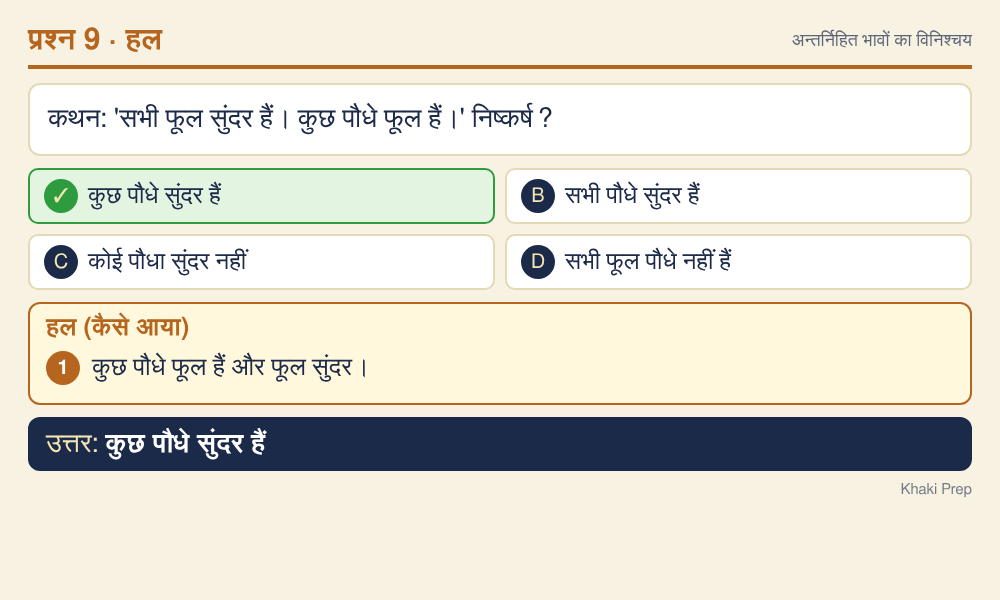 प्रश्न 9 · हल
अन्तर्निहित भावों का विनिश्चय
कथन: 'सभी फूल सुंदर हैं। कुछ पौधे फूल हैं।' निष्कर्ष ?
✓ कुछ पौधे सुंदर हैं
B सभी पौधे सुंदर हैं
C कोई पौधा सुंदर नहीं
D सभी फूल पौधे नहीं हैं
हल (कैसे आया)
1 कुछ पौधे फूल हैं और फूल सुंदर।
उत्तर: कुछ पौधे सुंदर हैं
Khaki Prep